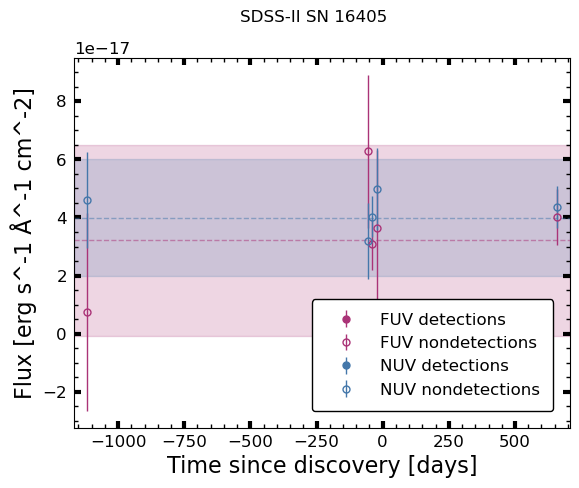 SDSS-II SN 16405
1e−17
8
6
4
2
0
−2
Flux [erg s^-1 Å^-1 cm^-2]
FUV detections
FUV nondetections
NUV detections
NUV nondetections
−1000 −750 −500 −250 0 250 500
Time since discovery [days]